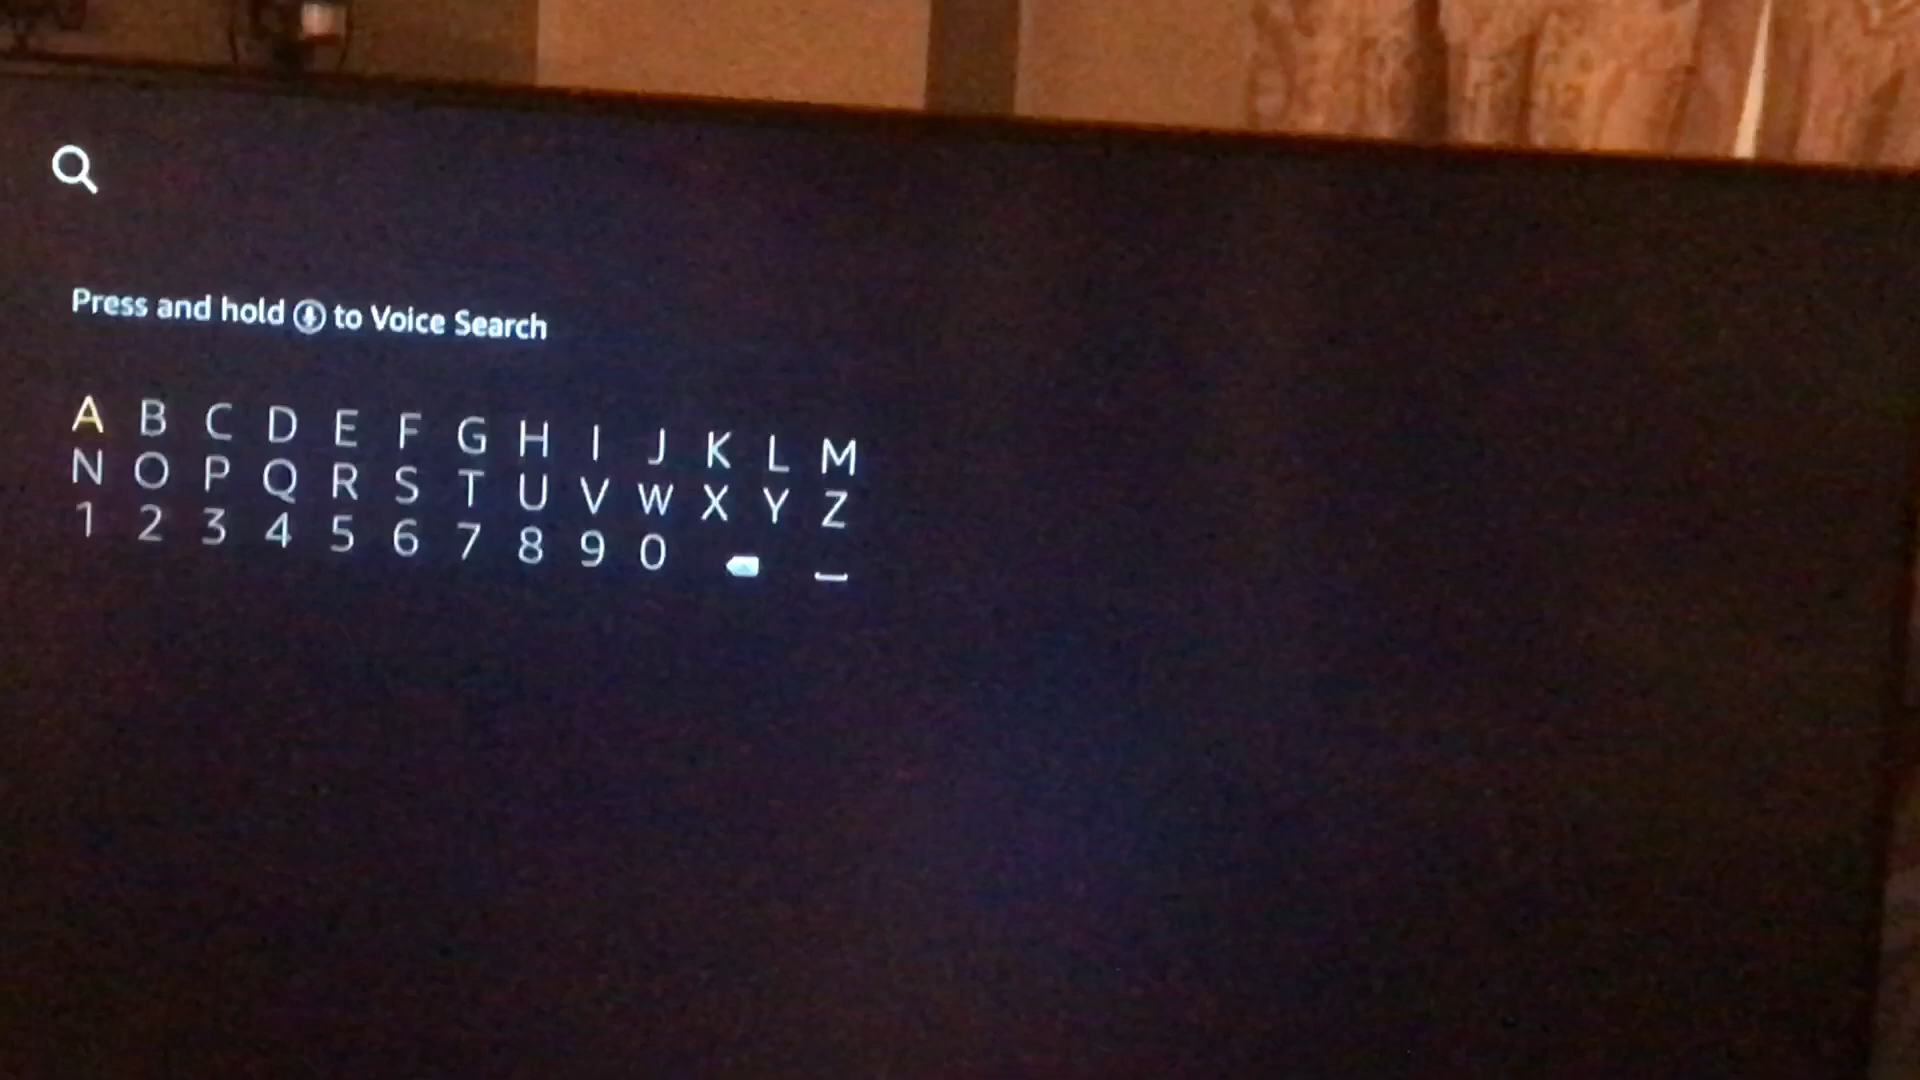 Press and hold to Voice Search
A B C D E F G H I J K L M
N O P Q R S T U V W X Y Z
1 2 3 4 5 6 7 8 9 0